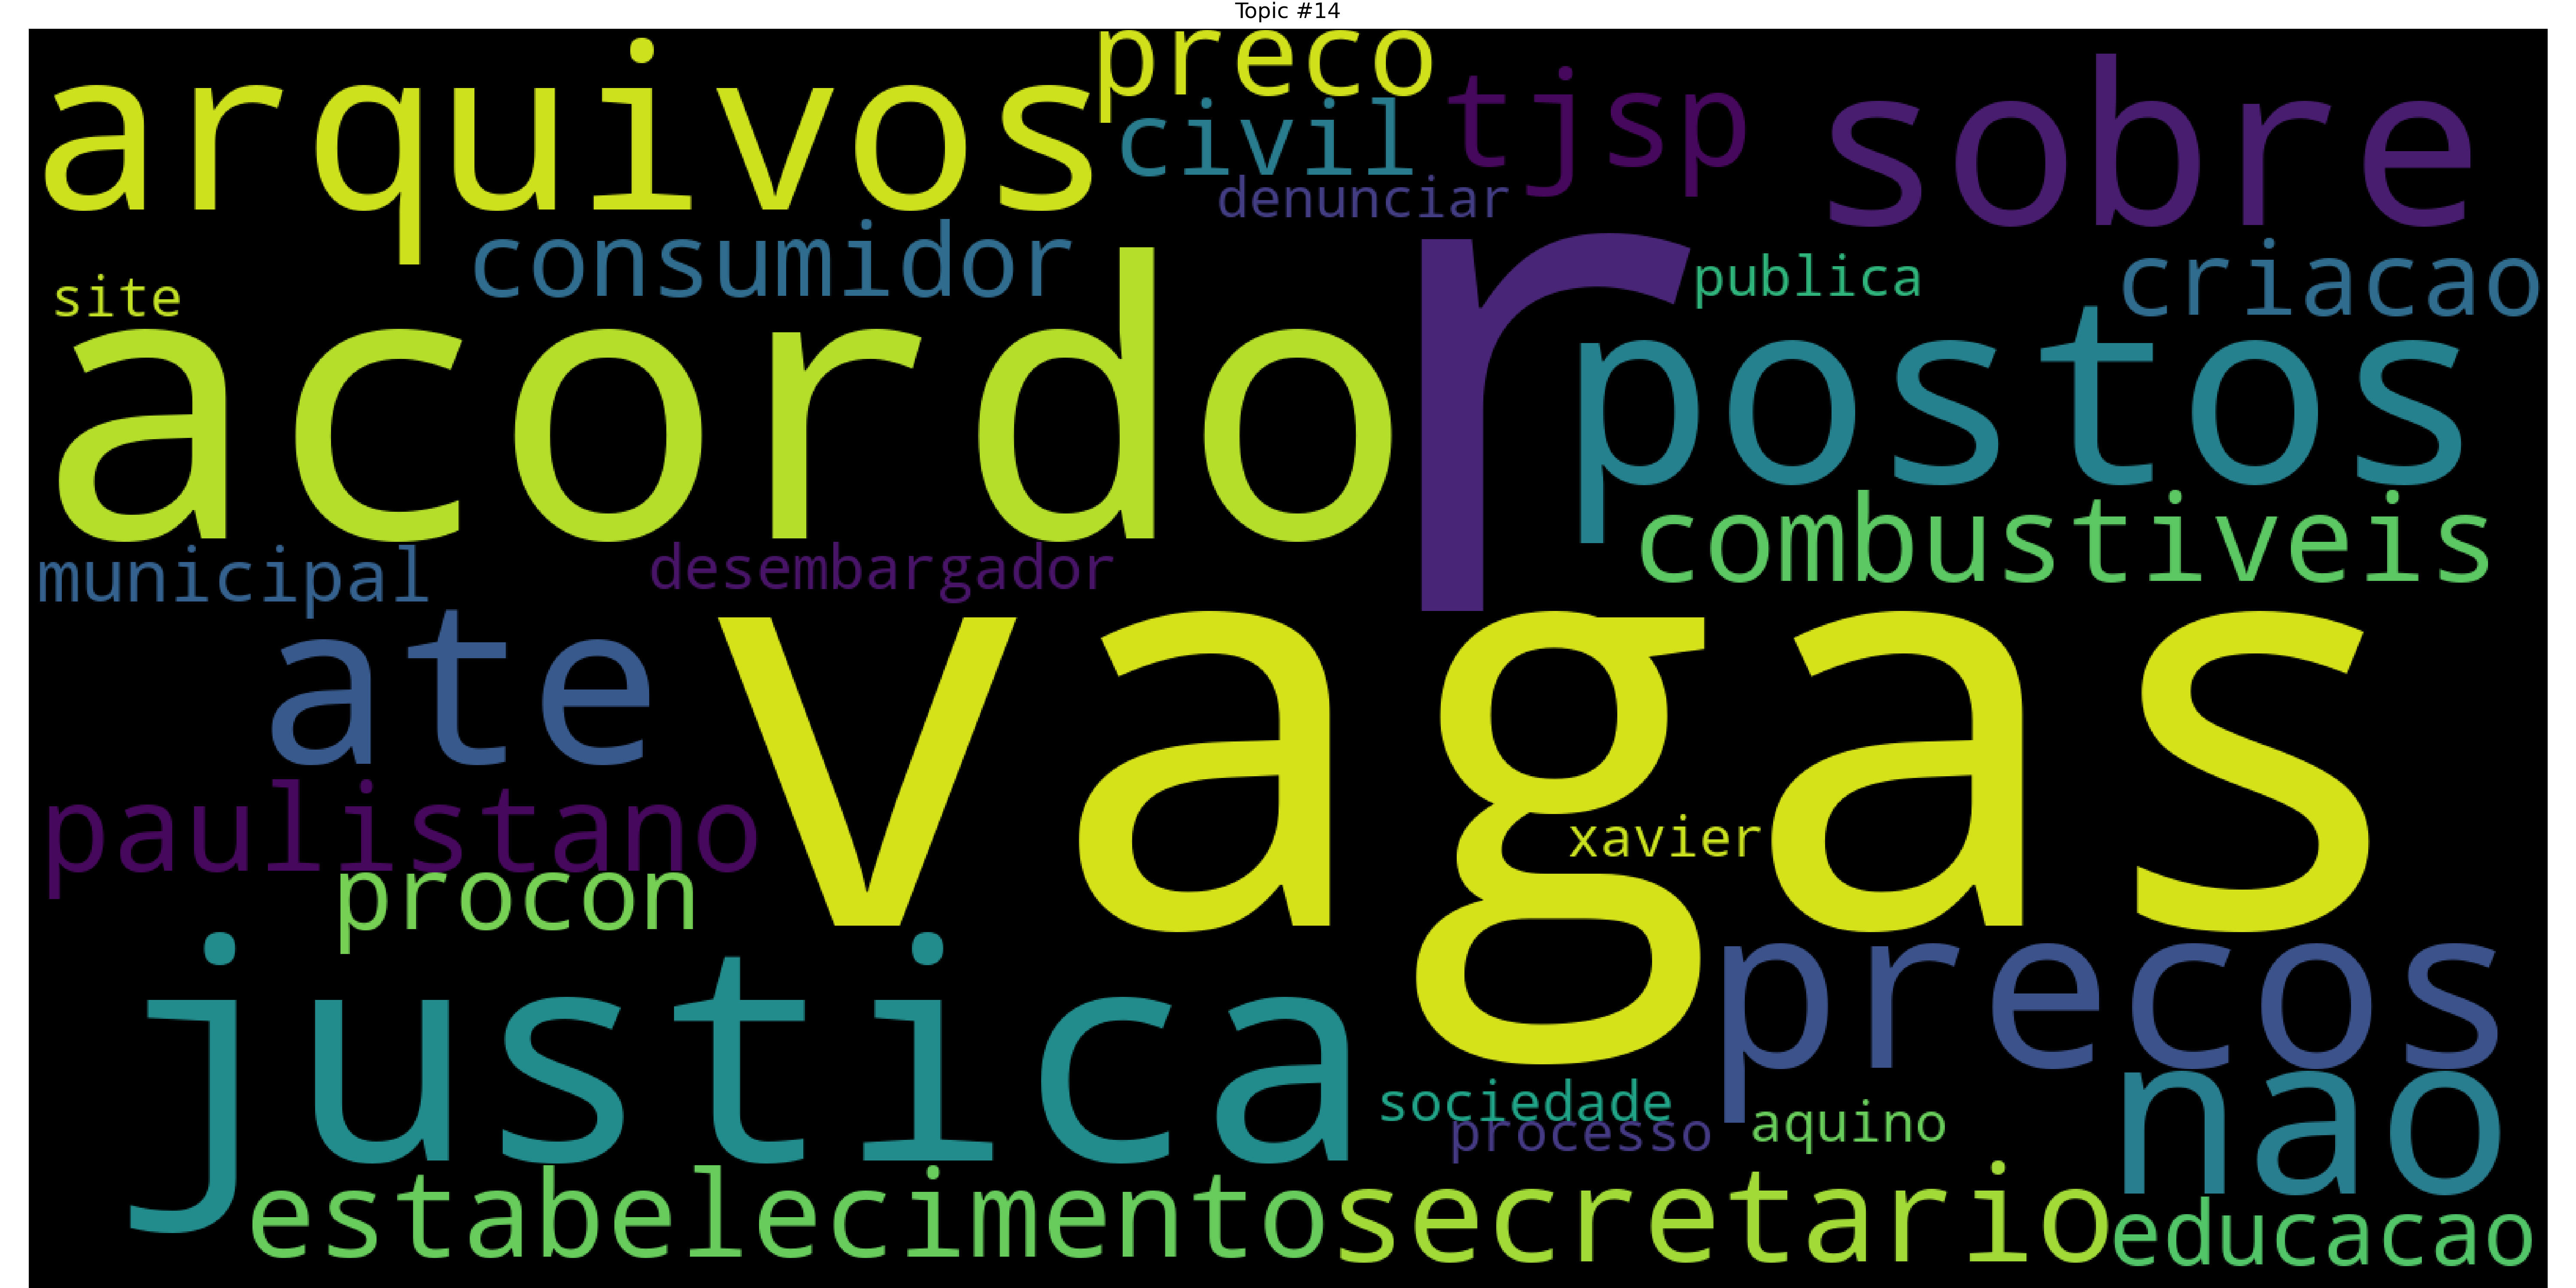 Topic #14
arquivos
preco
civil
tjsp
sobre
denunciar
consumidor
site
publica
criacao
acordo
r
postos
combustiveis
municipal
desembargador
ate
vagas
paulistano
xavier
procon
justica
precos
sociedade
processo
aquino
nao
estabelecimento
secretario
educacao